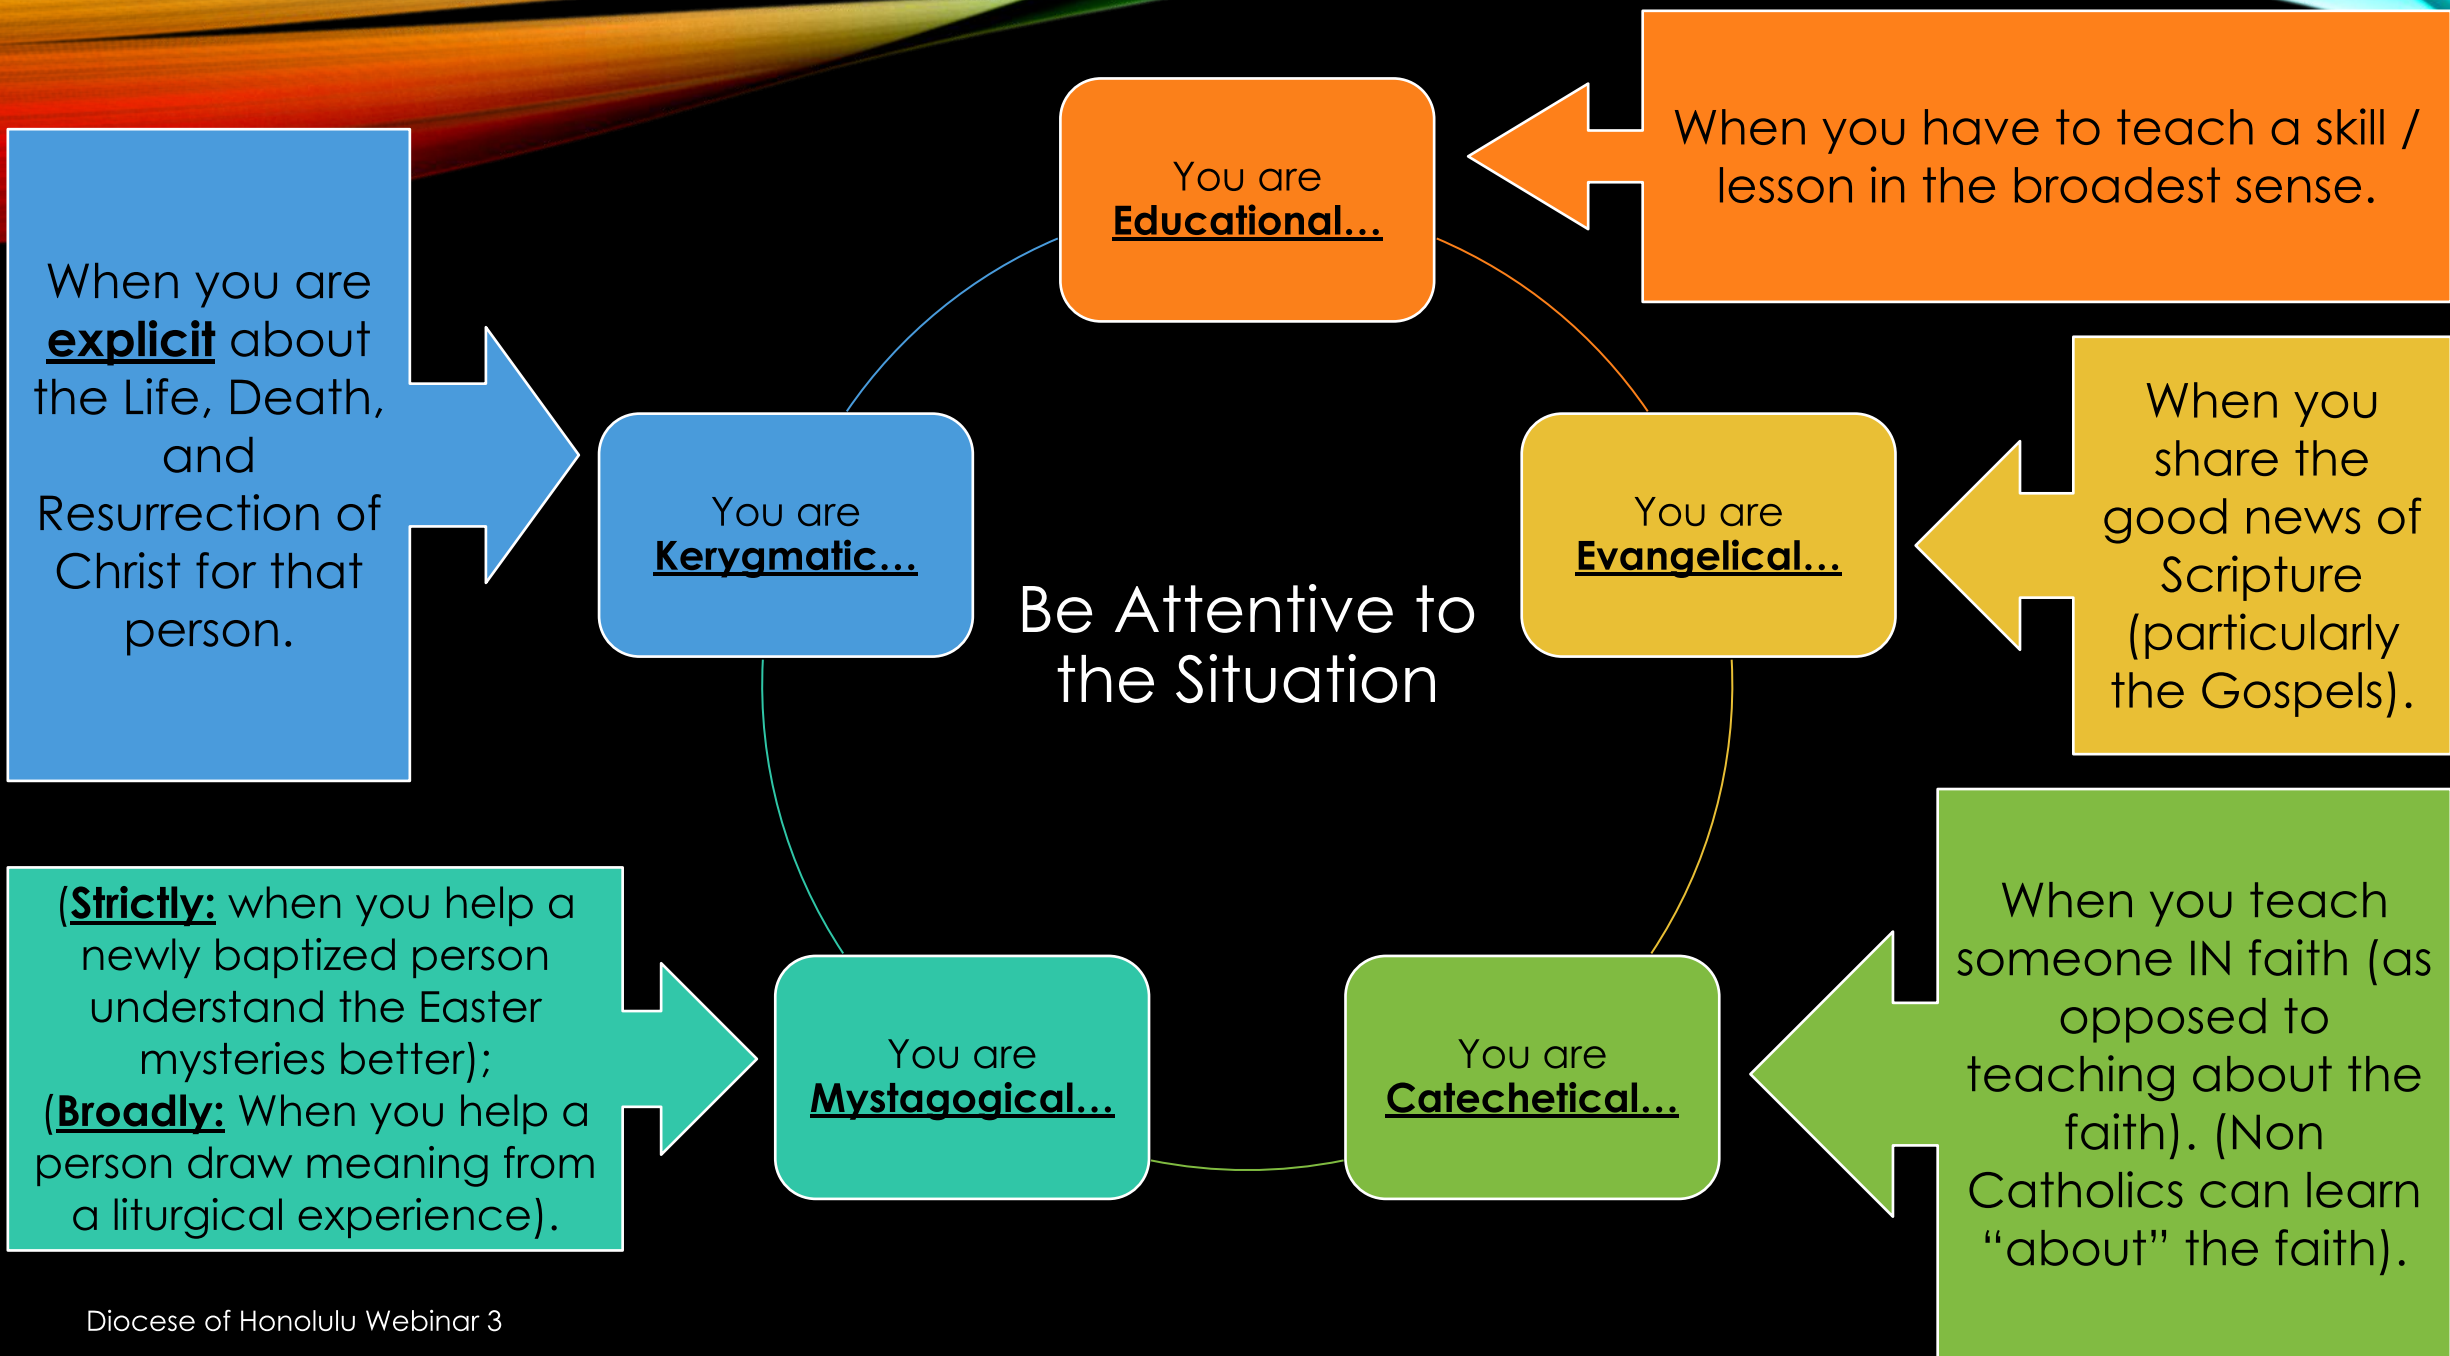 You are
Educational...
When you have to teach a skill /
lesson in the broadest sense.
When you are
explicit about
the Life, Death,
and
Resurrection of
Christ for that
person.
You are
Kerygmatic...
Be Attentive to
the Situation
You are
Evangelical...
When you
share the
good news of
Scripture
(particularly
the Gospels).
(Strictly: when you help a
newly baptized person
understand the Easter
mysteries better);
(Broadly: When you help a
person draw meaning from
a liturgical experience).
You are
Mystagogical...
You are
Catechetical...
When you teach
someone IN faith (as
opposed to
teaching about the
faith). (Non
Catholics can learn
“about” the faith).
Diocese of Honolulu Webinar 3